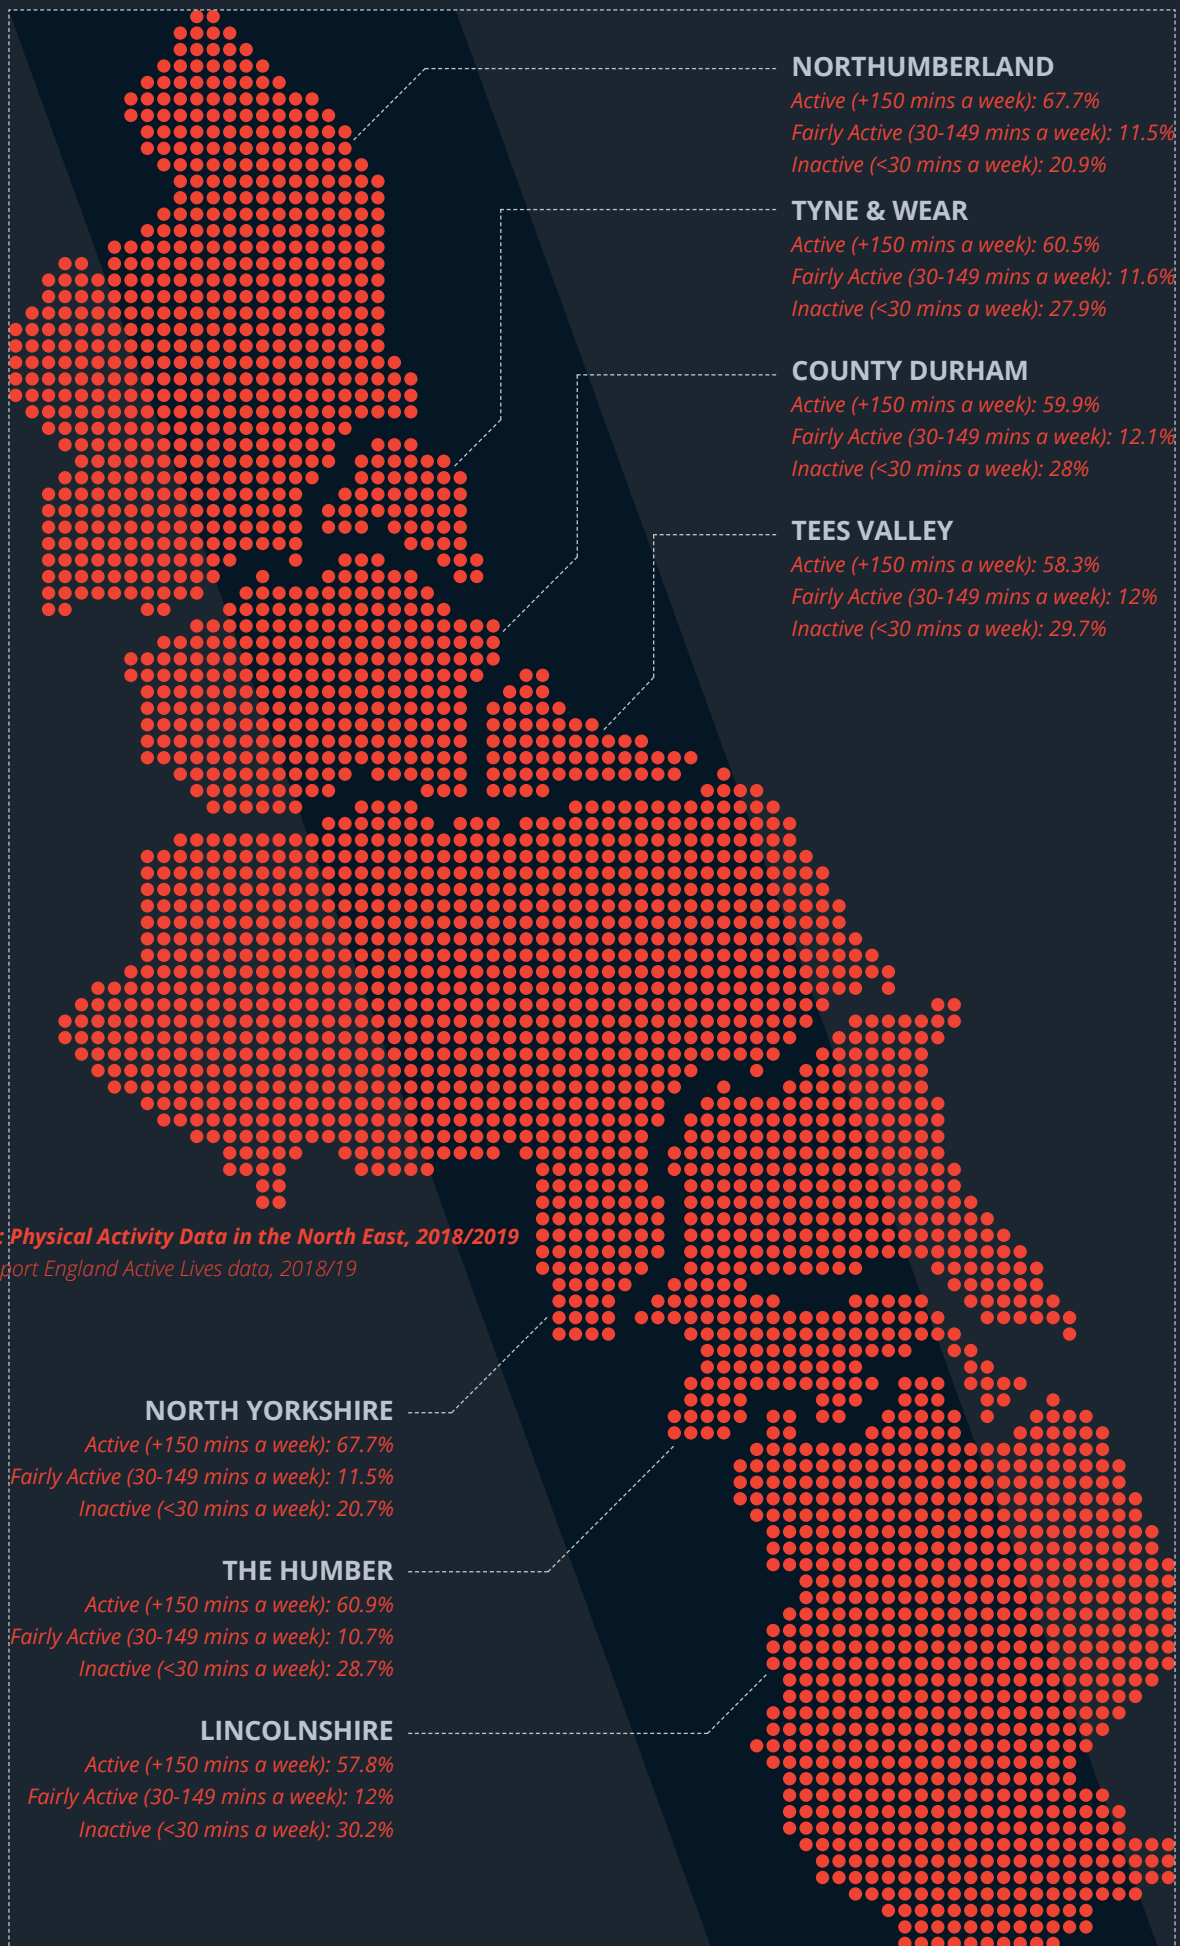 NORTHUMBERLAND
Active (+150 mins a week): 67.7%
Fairly Active (30-149 mins a week): 11.5%
Inactive (<30 mins a week): 20.9%
TYNE & WEAR
Active (+150 mins a week): 60.5%
Fairly Active (30-149 mins a week): 11.6%
Inactive (<30 mins a week): 27.9%
COUNTY DURHAM
Active (+150 mins a week): 59.9%
Fairly Active (30-149 mins a week): 12.1%
Inactive (<30 mins a week): 28%
TEES VALLEY
Active (+150 mins a week): 58.3%
Fairly Active (30-149 mins a week): 12%
Inactive (<30 mins a week): 29.7%
: Physical Activity Data in the North East, 2018/2019
port England Active Lives data, 2018/19
NORTH YORKSHIRE
Active (+150 mins a week): 67.7%
Fairly Active (30-149 mins a week): 11.5%
Inactive (<30 mins a week): 20.7%
THE HUMBER
Active (+150 mins a week): 60.9%
Fairly Active (30-149 mins a week): 10.7%
Inactive (<30 mins a week): 28.7%
LINCOLNSHIRE
Active (+150 mins a week): 57.8%
Fairly Active (30-149 mins a week): 12%
Inactive (<30 mins a week): 30.2%